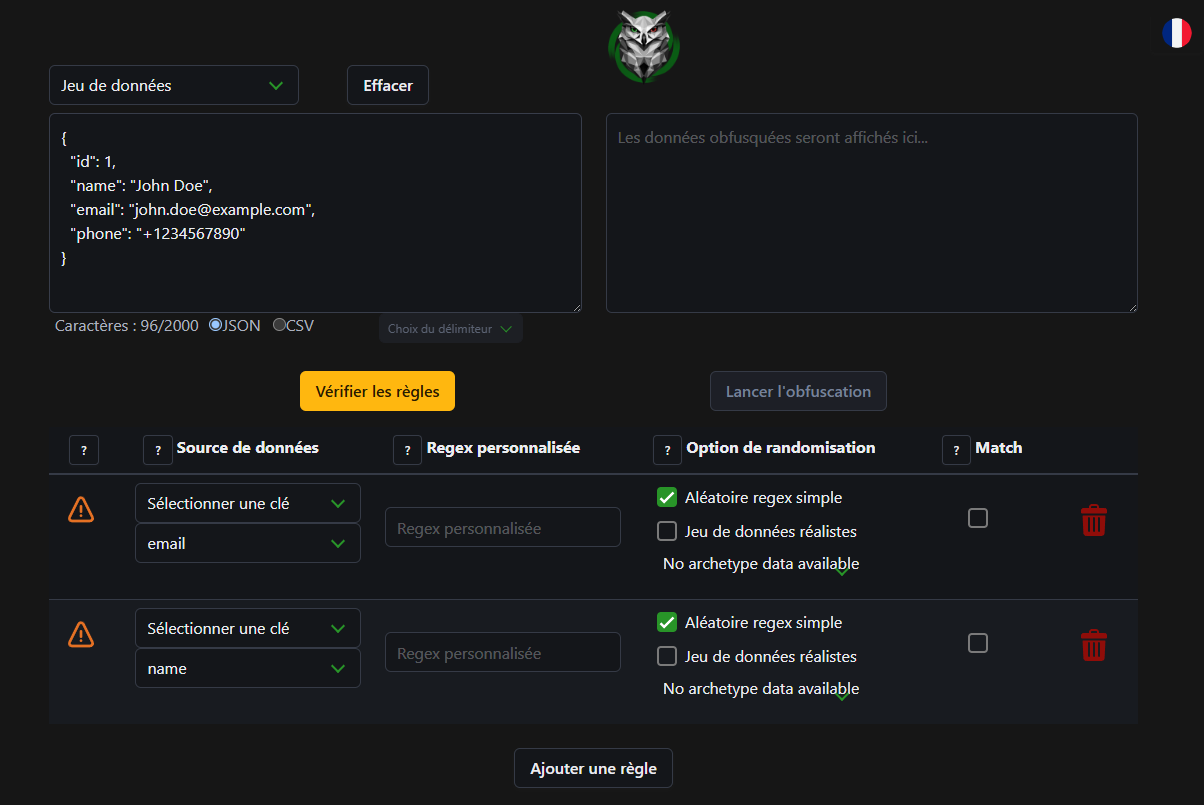 Jeu de données
Effacer
{
"id": 1,
"name": "John Doe",
"email": "john.doe@example.com",
"phone": "+1234567890"
}
Les données obfusquées seront affichés ici...
Caractères : 96/2000 JSON CSV
Choix du délimiteur
Vérifier les règles
Lancer l'obfuscation
? ? Source de données ? Regex personnalisée ? Option de randomisation ? Match
Sélectionner une clé
email
Regex personnalisée
Aléatoire regex simple
Jeu de données réalistes
No archetype data available
Sélectionner une clé
name
Regex personnalisée
Aléatoire regex simple
Jeu de données réalistes
No archetype data available
Ajouter une règle